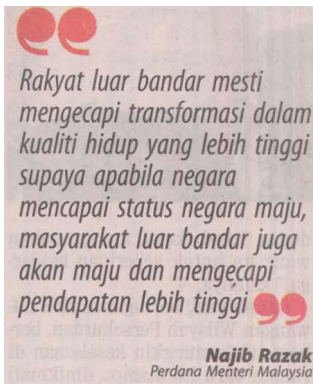 Rakyat luar bandar mesti
mengecapi transformasi dalam
kualiti hidup yang lebih tinggi
supaya apabila negara
mencapai status negara maju,
masyarakat luar bandar juga
akan maju dan mengecapi
pendapatan lebih tinggi
Najib Razak
Perdana Menteri Malaysia